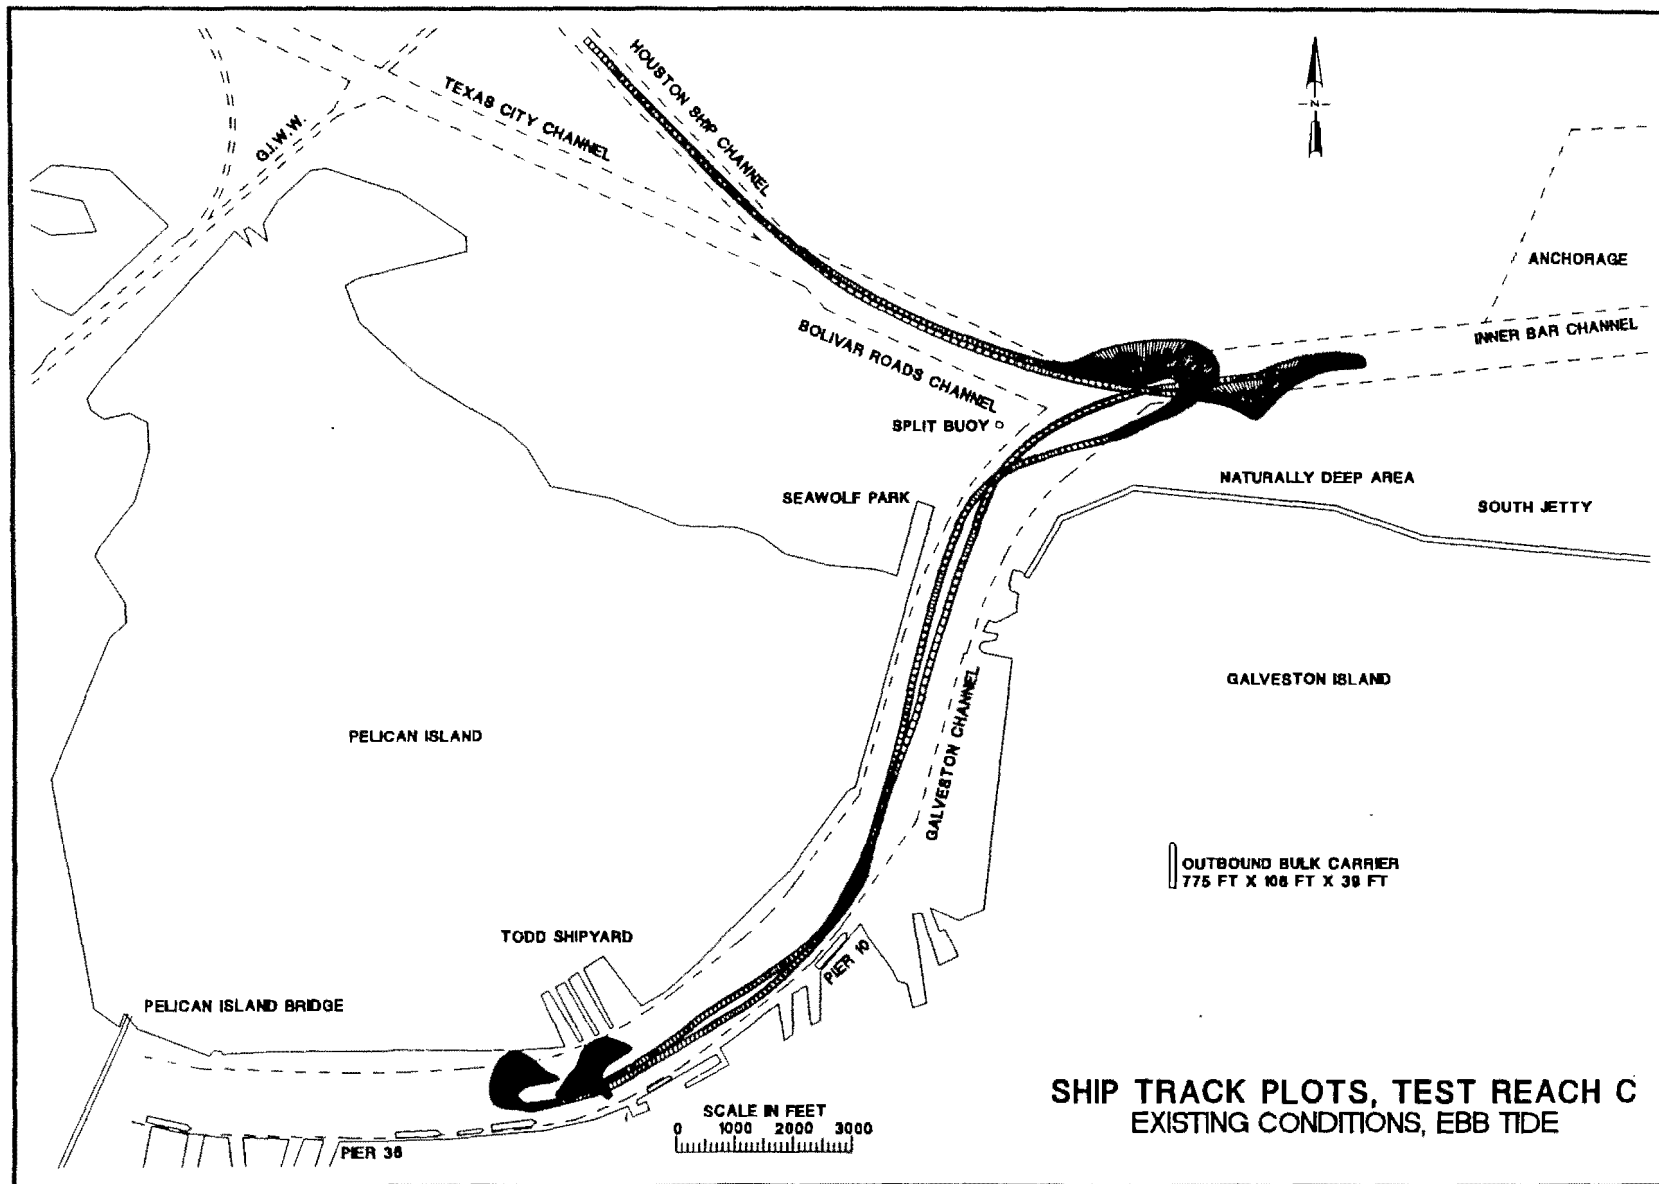 HOUSTON SHIP CHANNEL
TEXAS CITY CHANNEL
G.I.W.W.
N
ANCHORAGE
INNER BAR CHANNEL
BOLIVAR ROADS CHANNEL
SPLIT BUOY
SEAWOLF PARK
NATURALLY DEEP AREA
SOUTH JETTY
GALVESTON ISLAND
PELICAN ISLAND
GALVESTON CHANNEL
OUTBOUND BULK CARRIER
775 FT X 106 FT X 39 FT
TODD SHIPYARD
PIER 10
PELICAN ISLAND BRIDGE
SCALE IN FEET
0 1000 2000 3000
PIER 36
SHIP TRACK PLOTS, TEST REACH C
EXISTING CONDITIONS, EBB TIDE